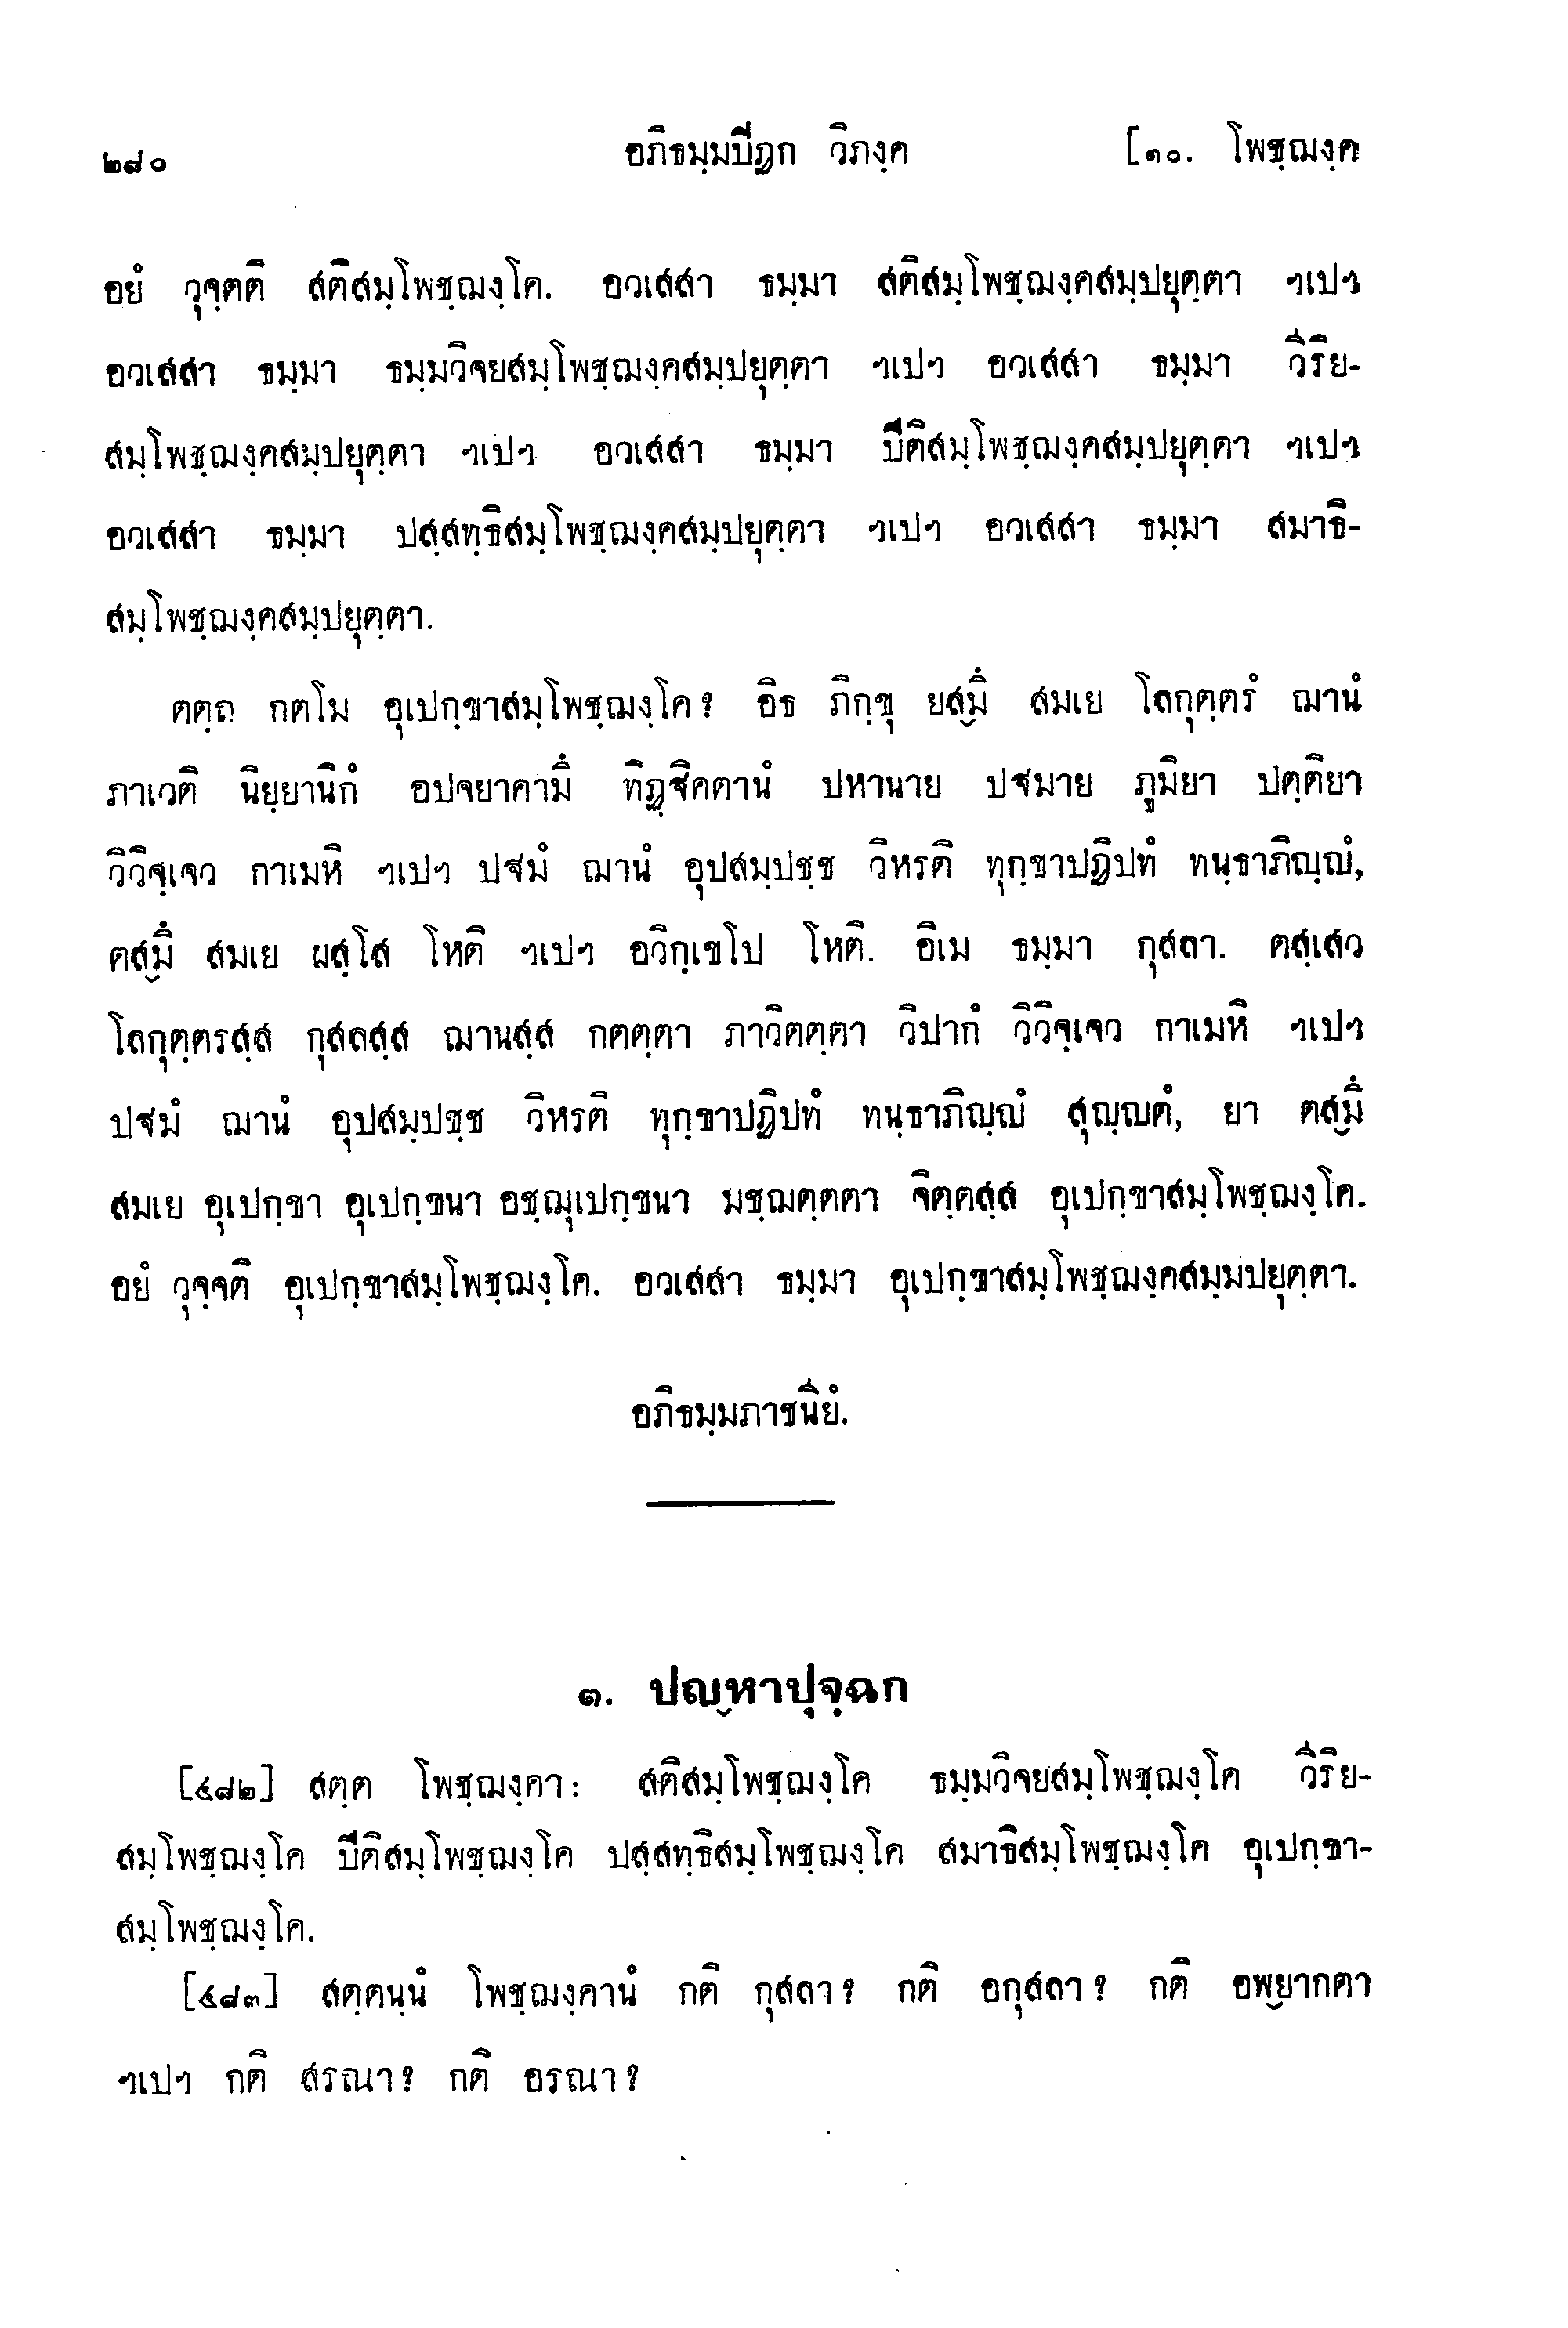 ๒๘๐ อภิธมฺมปีฏก วิภงฺค [๑๐. โพชฺฌงฺค
อยํ วุจฺตติ สติสมฺโพชฺฌงฺโค. อวเสสา ธมฺมา สติสมฺโพชฺฌงฺคสมฺปยุตฺตา ฯเปฯ
อวเสสา ธมฺมา ธมฺมวิจยสมฺโพชฺฌงฺคสมฺปยุตฺตา ฯเปฯ อวเสสา ธมฺมา วีริย-
สมฺโพชฺฌงฺคสมฺปยุตฺตา ฯเปฯ อวเสสา ธมฺมา ปีติสมฺโพชฺฌงฺคสมฺปยุตฺตา ฯเปฯ
อวเสสา ธมฺมา ปสฺสทฺธิสมฺโพชฺฌงฺคสมฺปยุตฺตา ฯเปฯ อวเสสา ธมฺมา สมาธิ-
สมฺโพชฺฌงฺคสมฺปยุตฺตา.
ตตฺถ กตโม อุเปกฺขาสมฺโพชฺฌงฺโค? อิธ ภิกฺขุ ยสฺมึ สมเย โลกุตฺตรํ ฌานํ
ภาเวติ นิยฺยานิกํ อปจยาคามึ ทิฏฺฐิคตานํ ปหานาย ปฐมาย ภูมิยา ปตฺติยา
วิวิจฺเจว กาเมหิ ฯเปฯ ปฐมํ ฌานํ อุปสมฺปชฺช วิหรติ ทุกฺขาปฏิปทํ ทนฺธาภิญฺญํ,
ตสฺมึ สมเย ผสฺโส โหติ ฯเปฯ อวิกฺเขโป โหติ. อิเม ธมฺมา กุสลา. ตสฺเสว
โลกุตฺตรสฺส กุสลสฺส ฌานสฺส กตตฺตา ภาวิตตฺตา วิปากํ วิวิจฺเจว กาเมหิ ฯเปฯ
ปฐมํ ฌานํ อุปสมฺปชฺช วิหรติ ทุกฺขาปฏิปทํ ทนฺธาภิญฺญํ สุญฺญตํ, ยา ตสฺมึ
สมเย อุเปกฺขา อุเปกฺขนา อชฺฌุเปกฺขนา มชฺฌตฺตตา จิตฺตสฺส อุเปกฺขาสมฺโพชฺฌงฺโค.
อยํ วุจฺจติ อุเปกฺขาสมฺโพชฺฌงฺโค. อวเสสา ธมฺมา อุเปกฺขาสมฺโพชฺฌงฺคสมฺมปยุตฺตา.
อภิธมฺมภาชนียํ.
๓. ปญฺหาปุจฺฉก
[๕๘๒] สตฺต โพชฺฌงฺคา: สติสมฺโพชฺฌงฺโค ธมฺมวิจยสมฺโพชฺฌงฺโค วีริย-
สมฺโพชฺฌงฺโค ปีติสมฺโพชฺฌงฺโค ปสฺสทฺธิสมฺโพชฺฌงฺโค สมาธิสมฺโพชฺฌงฺโค อุเปกฺขา-
สมฺโพชฺฌงฺโค.
[๕๘๓] สตฺตนฺนํ โพชฺฌงฺคานํ กติ กุสลา? กติ อกุสลา? กติ อพฺยากตา
ฯเปฯ กติ สรณา? กติ อรณา?